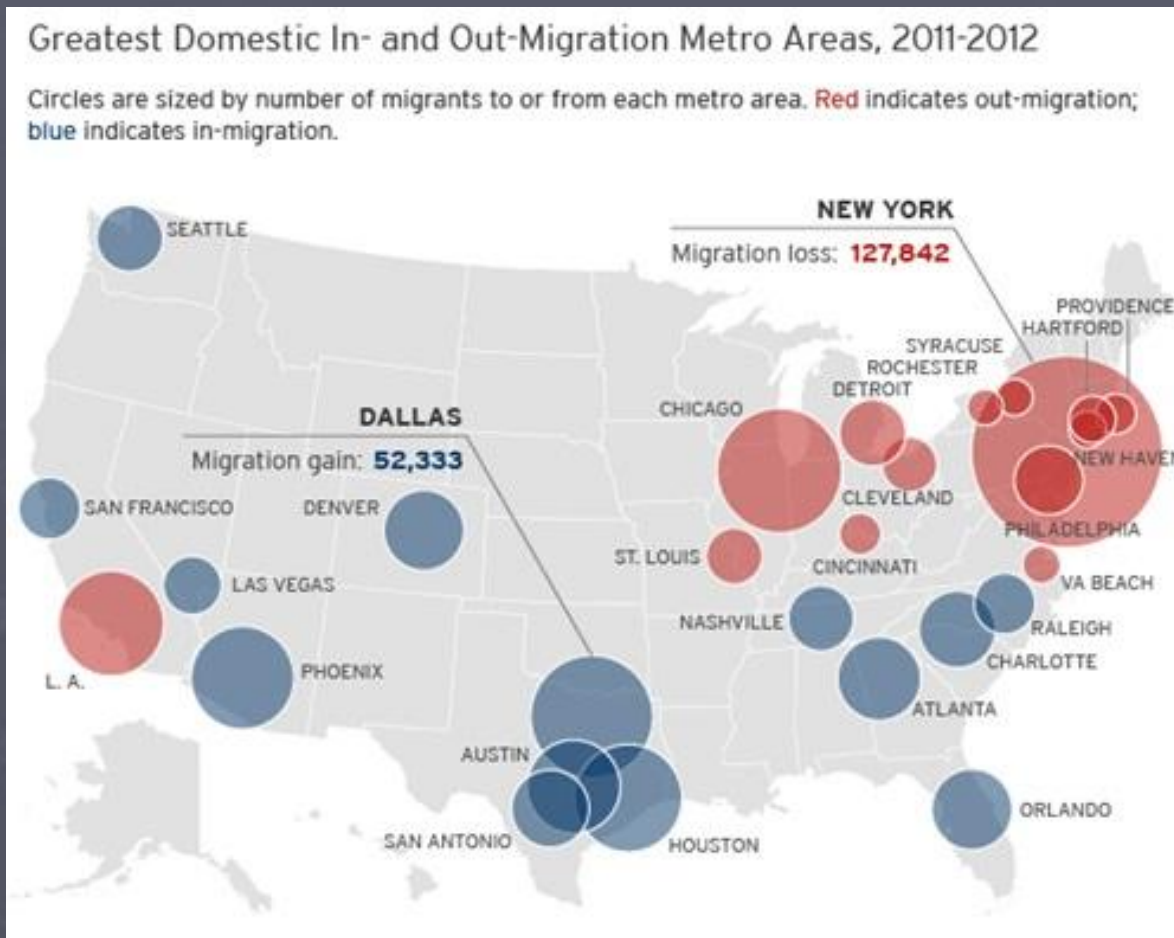 Greatest Domestic In- and Out-Migration Metro Areas, 2011-2012
Circles are sized by number of migrants to or from each metro area. Red indicates out-migration;
blue indicates in-migration.
SEATTLE
NEW YORK
Migration loss: 127,842
PROVIDENCE
HARTFORD
SYRACUSE
ROCHESTER
DETROIT
CHICAGO
DALLAS
Migration gain: 52,333
NEW HAVEN
CLEVELAND
SAN FRANCISCO
DENVER
PHILADELPHIA
ST. LOUIS
CINCINNATI
LAS VEGAS
VA BEACH
NASHVILLE
RALEIGH
CHARLOTTE
PHOENIX
L. A.
ATLANTA
AUSTIN
ORLANDO
SAN ANTONIO
HOUSTON